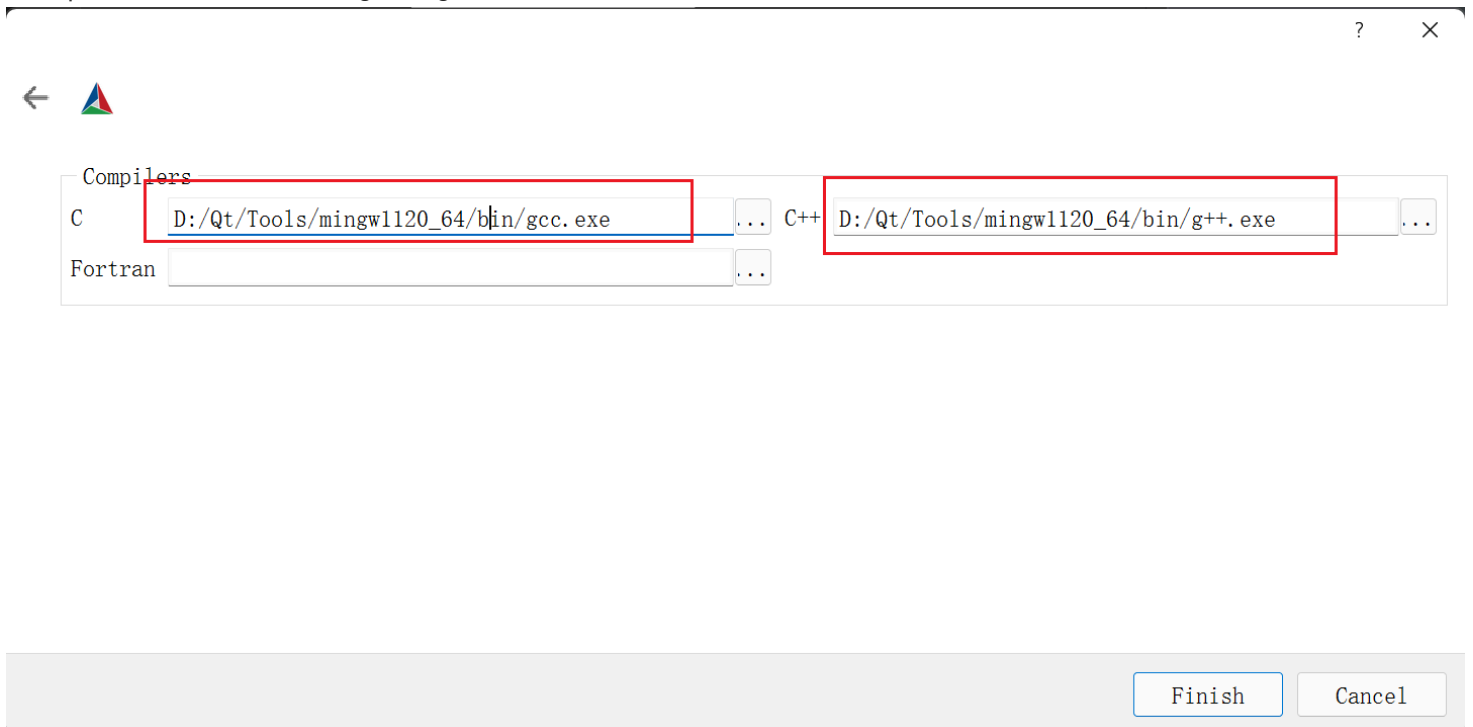 ?
Compilers
C D:/Qt/Tools/mingw1120_64/bin/gcc.exe ... C++ D:/Qt/Tools/mingw1120_64/bin/g++.exe ...
Fortran ...
Finish Cancel